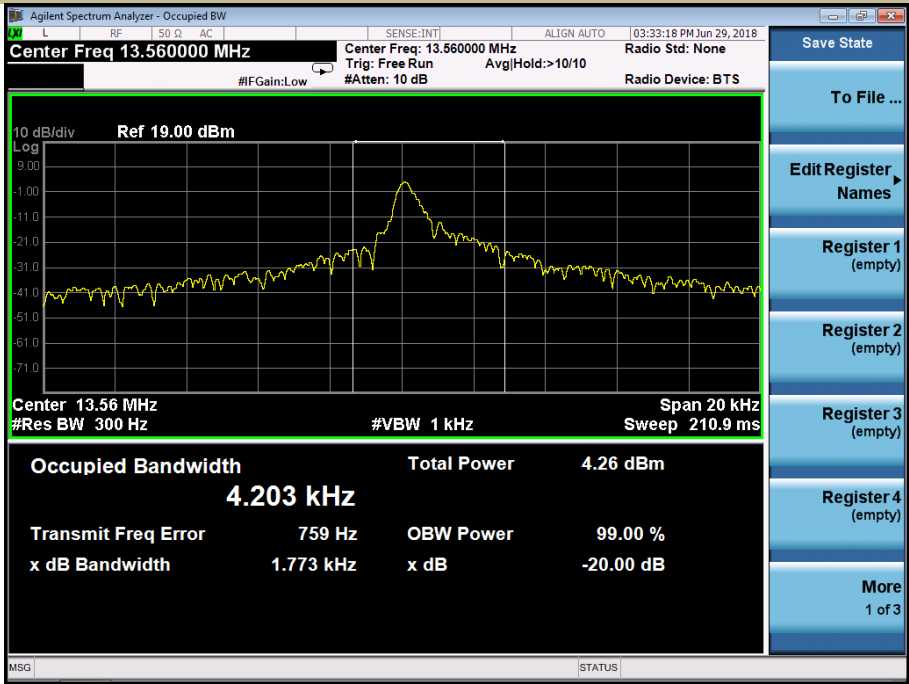 Agilent Spectrum Analyzer - Occupied BW
LXI L RF 50 Ω AC SENSE:INT ALIGN AUTO 03:33:18 PM Jun 29, 2018
Center Freq 13.560000 MHz
Center Freq: 13.560000 MHz Radio Std: None
Trig: Free Run Avg|Hold:>10/10
#IFGain:Low #Atten: 10 dB Radio Device: BTS
10 dB/div Ref 19.00 dBm
Log
9.00
-1.00
-11.0
-21.0
-31.0
-41.0
-51.0
-61.0
-71.0
Center 13.56 MHz Span 20 kHz
#Res BW 300 Hz #VBW 1 kHz Sweep 210.9 ms
Occupied Bandwidth Total Power 4.26 dBm
4.203 kHz
Transmit Freq Error 759 Hz OBW Power 99.00 %
x dB Bandwidth 1.773 kHz x dB -20.00 dB
MSG STATUS
Save State
To File ...
Edit Register
Names
Register 1
(empty)
Register 2
(empty)
Register 3
(empty)
Register 4
(empty)
More
1 of 3